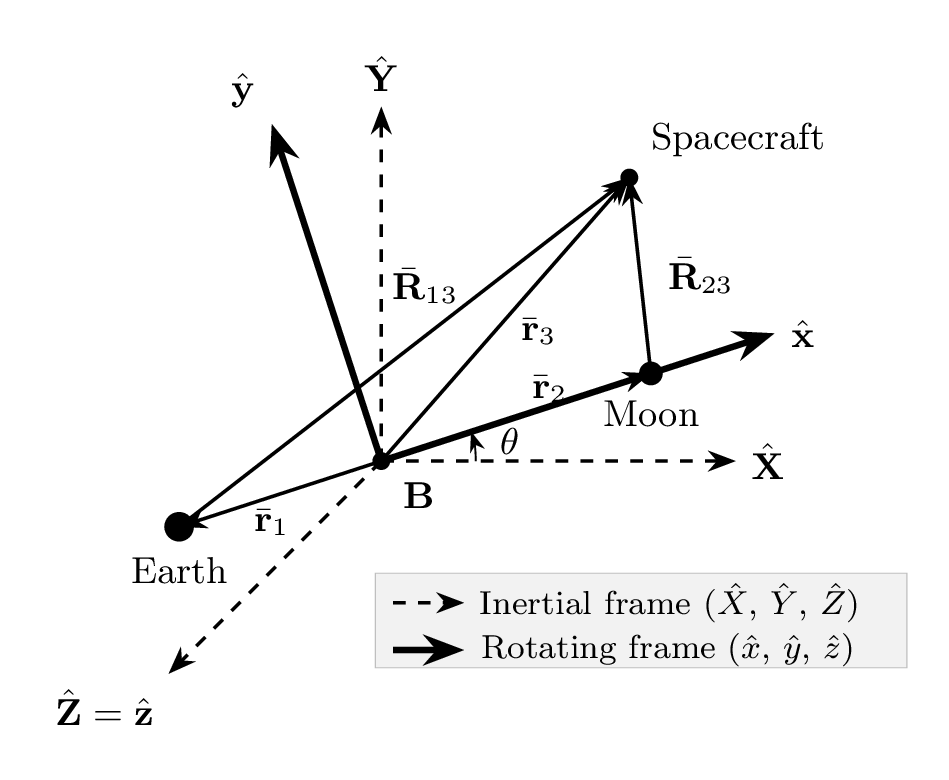 Ŷ
ŷ
Spacecraft
R̄₁₃
R̄₂₃
r̄₃
x̂
r̄₂
Moon
θ
X̂
B
r̄₁
Earth
Inertial frame (X̂, Ŷ, Ẑ)
Rotating frame (x̂, ŷ, ẑ)
Ẑ = ẑ